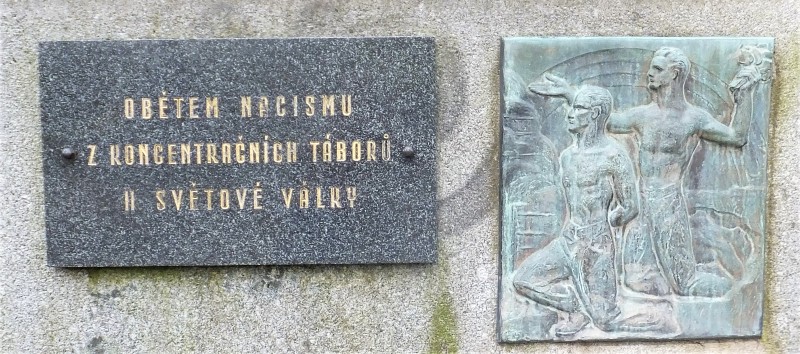 OBĚTEM NACISMU
Z KONCENTRAČNÍCH TÁBORŮ
II SVĚTOVÉ VÁLKY